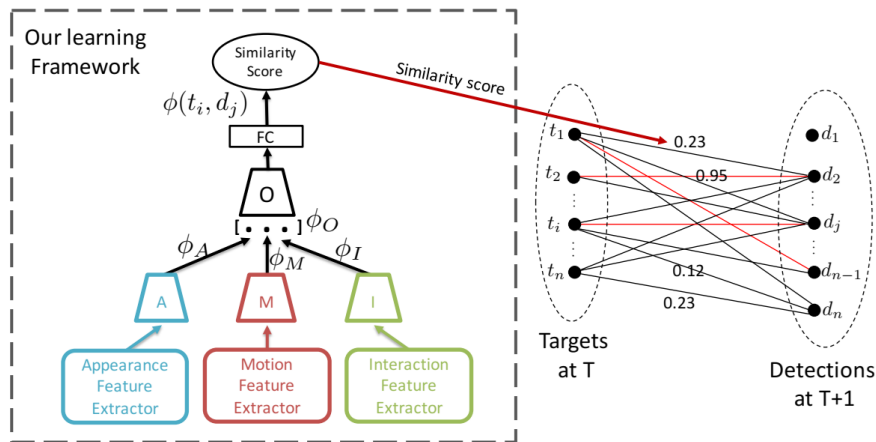 Our learning
Framework
Similarity
Score
Similarity score
ϕ(t_i, d_j)
FC
O
[· · ·]ϕ_O
ϕ_A
ϕ_M
ϕ_I
A
M
I
Appearance
Feature
Extractor
Motion
Feature
Extractor
Interaction
Feature
Extractor
t_1
t_2
t_i
t_n
0.23
0.95
0.12
0.23
d_1
d_2
d_j
d_{n-1}
d_n
Targets
at T
Detections
at T+1